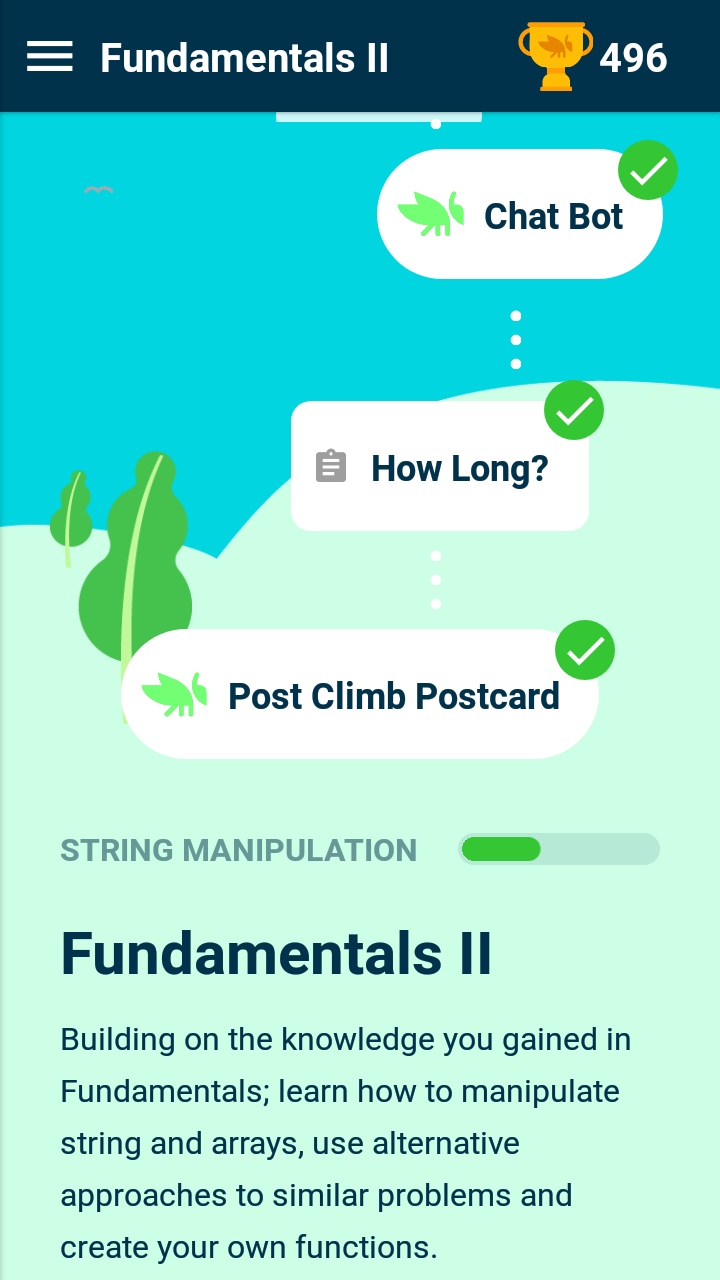 Fundamentals II
496
Chat Bot
How Long?
Post Climb Postcard
STRING MANIPULATION
Fundamentals II
Building on the knowledge you gained in
Fundamentals; learn how to manipulate
string and arrays, use alternative
approaches to similar problems and
create your own functions.